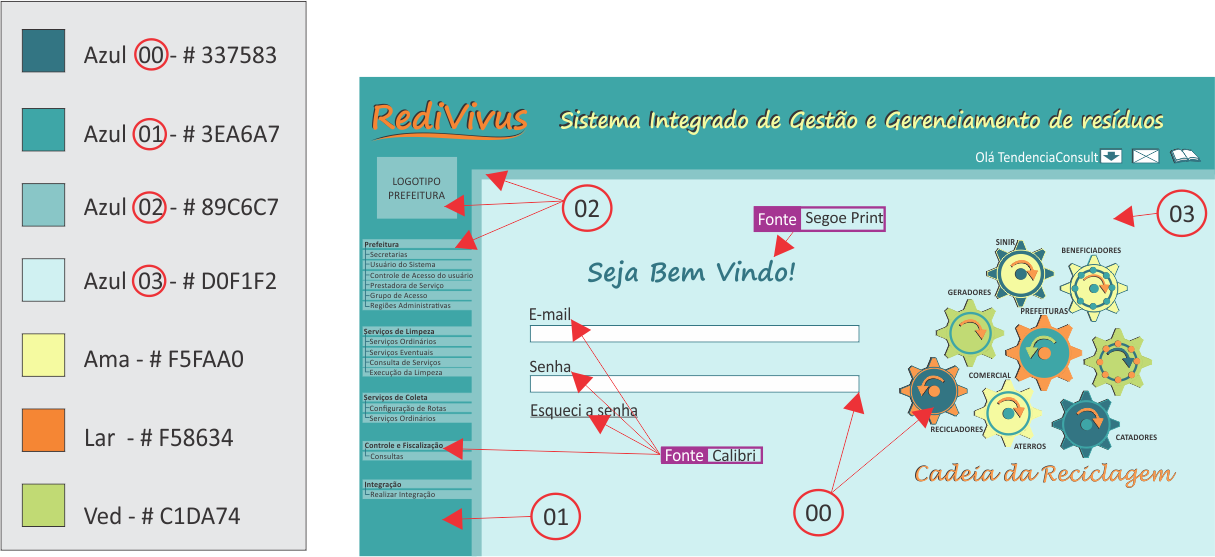 Azul 00 - # 337583
Azul 01 - # 3EA6A7
Azul 02 - # 89C6C7
Azul 03 - # D0F1F2
Ama - # F5FAA0
Lar - # F58634
Ved - # C1DA74
RediVivus
Sistema Integrado de Gestão e Gerenciamento de resíduos
Olá TendenciaConsult
LOGOTIPO
PREFEITURA
02
03
Fonte Segoe Print
Prefeitura
Secretarias
Usuário do Sistema
Controle de Acesso do usuário
Prestadora de Serviço
Grupo de Acesso
Regiões Administrativas
Serviços de Limpeza
Serviços Ordinários
Serviços Eventuais
Consulta de Serviços
Execução da Limpeza
Serviços de Coleta
Configuração de Rotas
Serviços Ordinários
Controle e Fiscalização
Consultas
Integração
Realizar Integração
Seja Bem Vindo!
E-mail
Senha
Esqueci a senha
Fonte Calibri
01
00
SINIR
BENEFICIADORES
GERADORES
PREFEITURAS
COMERCIAL
RECICLADORES
ATERROS
CATADORES
Cadeia da Reciclagem